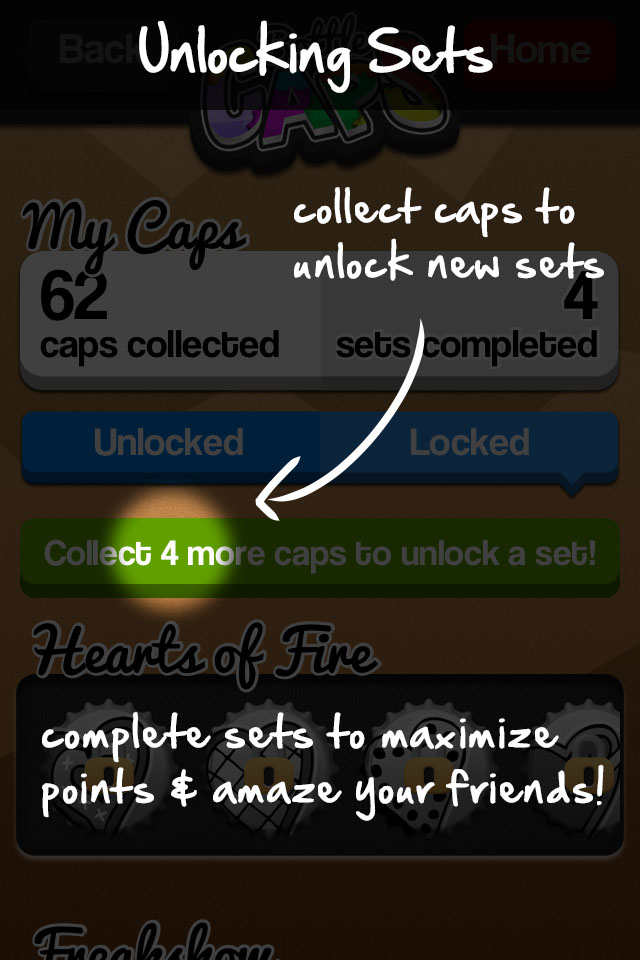 Back
Unlocking Sets
Home
Bottle
CAPS
My Caps
collect caps to
unlock new sets
62
4
caps collected
sets completed
Unlocked
Locked
Collect 4 more caps to unlock a set!
Hearts of Fire
complete sets to maximize
points & amaze your friends!
Freakshow